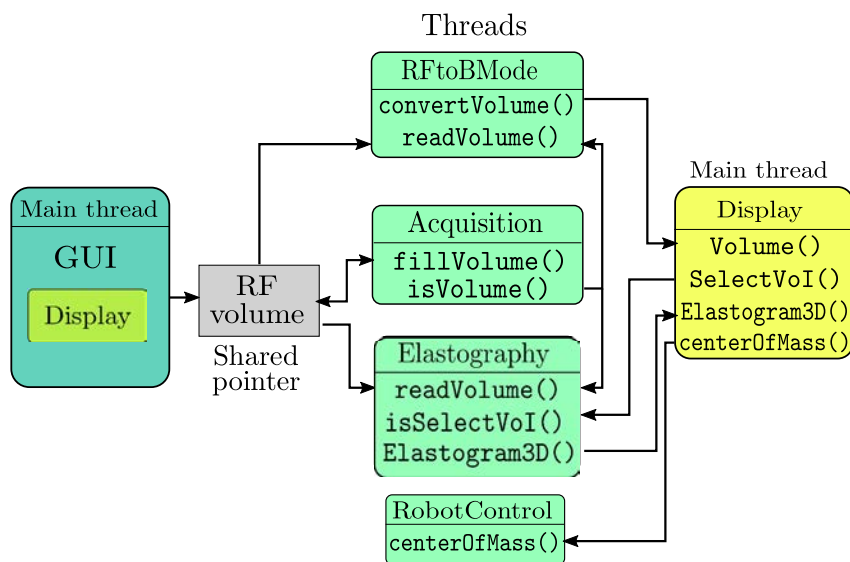 Threads
RFtoBMode
convertVolume()
readVolume()
Main thread
GUI
Display
RF
volume
Shared
pointer
Acquisition
fillVolume()
isVolume()
Elastography
readVolume()
isSelectVoI()
Elastogram3D()
RobotControl
centerOfMass()
Main thread
Display
Volume()
SelectVoI()
Elastogram3D()
centerOfMass()